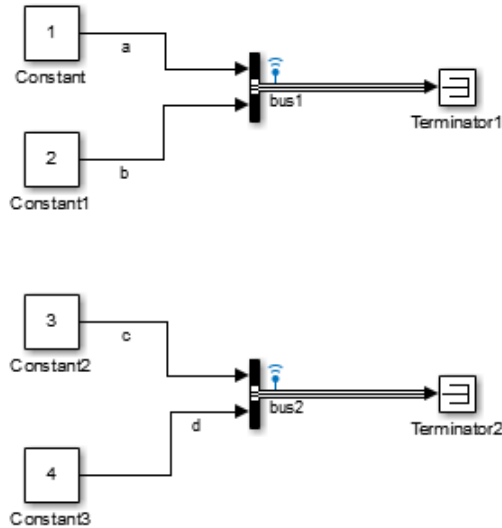 1
a
Constant
bus1
Terminator1
2
b
Constant1
3
c
Constant2
bus2
Terminator2
4
d
Constant3